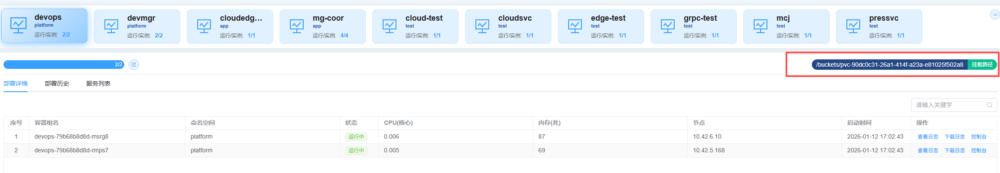 devops
platform
运行/实例: 2/2
devmgr
platform
运行/实例: 2/2
cloudedg...
app
运行/实例: 1/1
mg-coor
app
运行/实例: 4/4
cloud-test
test
运行/实例: 1/1
cloudsvc
test
运行/实例: 1/1
edge-test
test
运行/实例: 1/1
grpc-test
test
运行/实例: 1/1
mcj
test
运行/实例: 1/1
pressvc
test
运行/实例: 1/1
2/2
/buckets/pvc-90dc0c31-26a1-414f-a23a-e81025f502a8 挂载路径
部署详情 部署历史 服务列表
请输入关键字
序号 容器组名 命名空间 状态 CPU(核心) 内存(兆) 节点 启动时间 操作
1 devops-79b68b8d8d-msrg8 platform 运行中 0.006 87 10.42.6.10 2026-01-12 17:02:43 查看日志 下载日志 控制台
2 devops-79b68b8d8d-rmps7 platform 运行中 0.005 69 10.42.5.168 2026-01-12 17:02:43 查看日志 下载日志 控制台